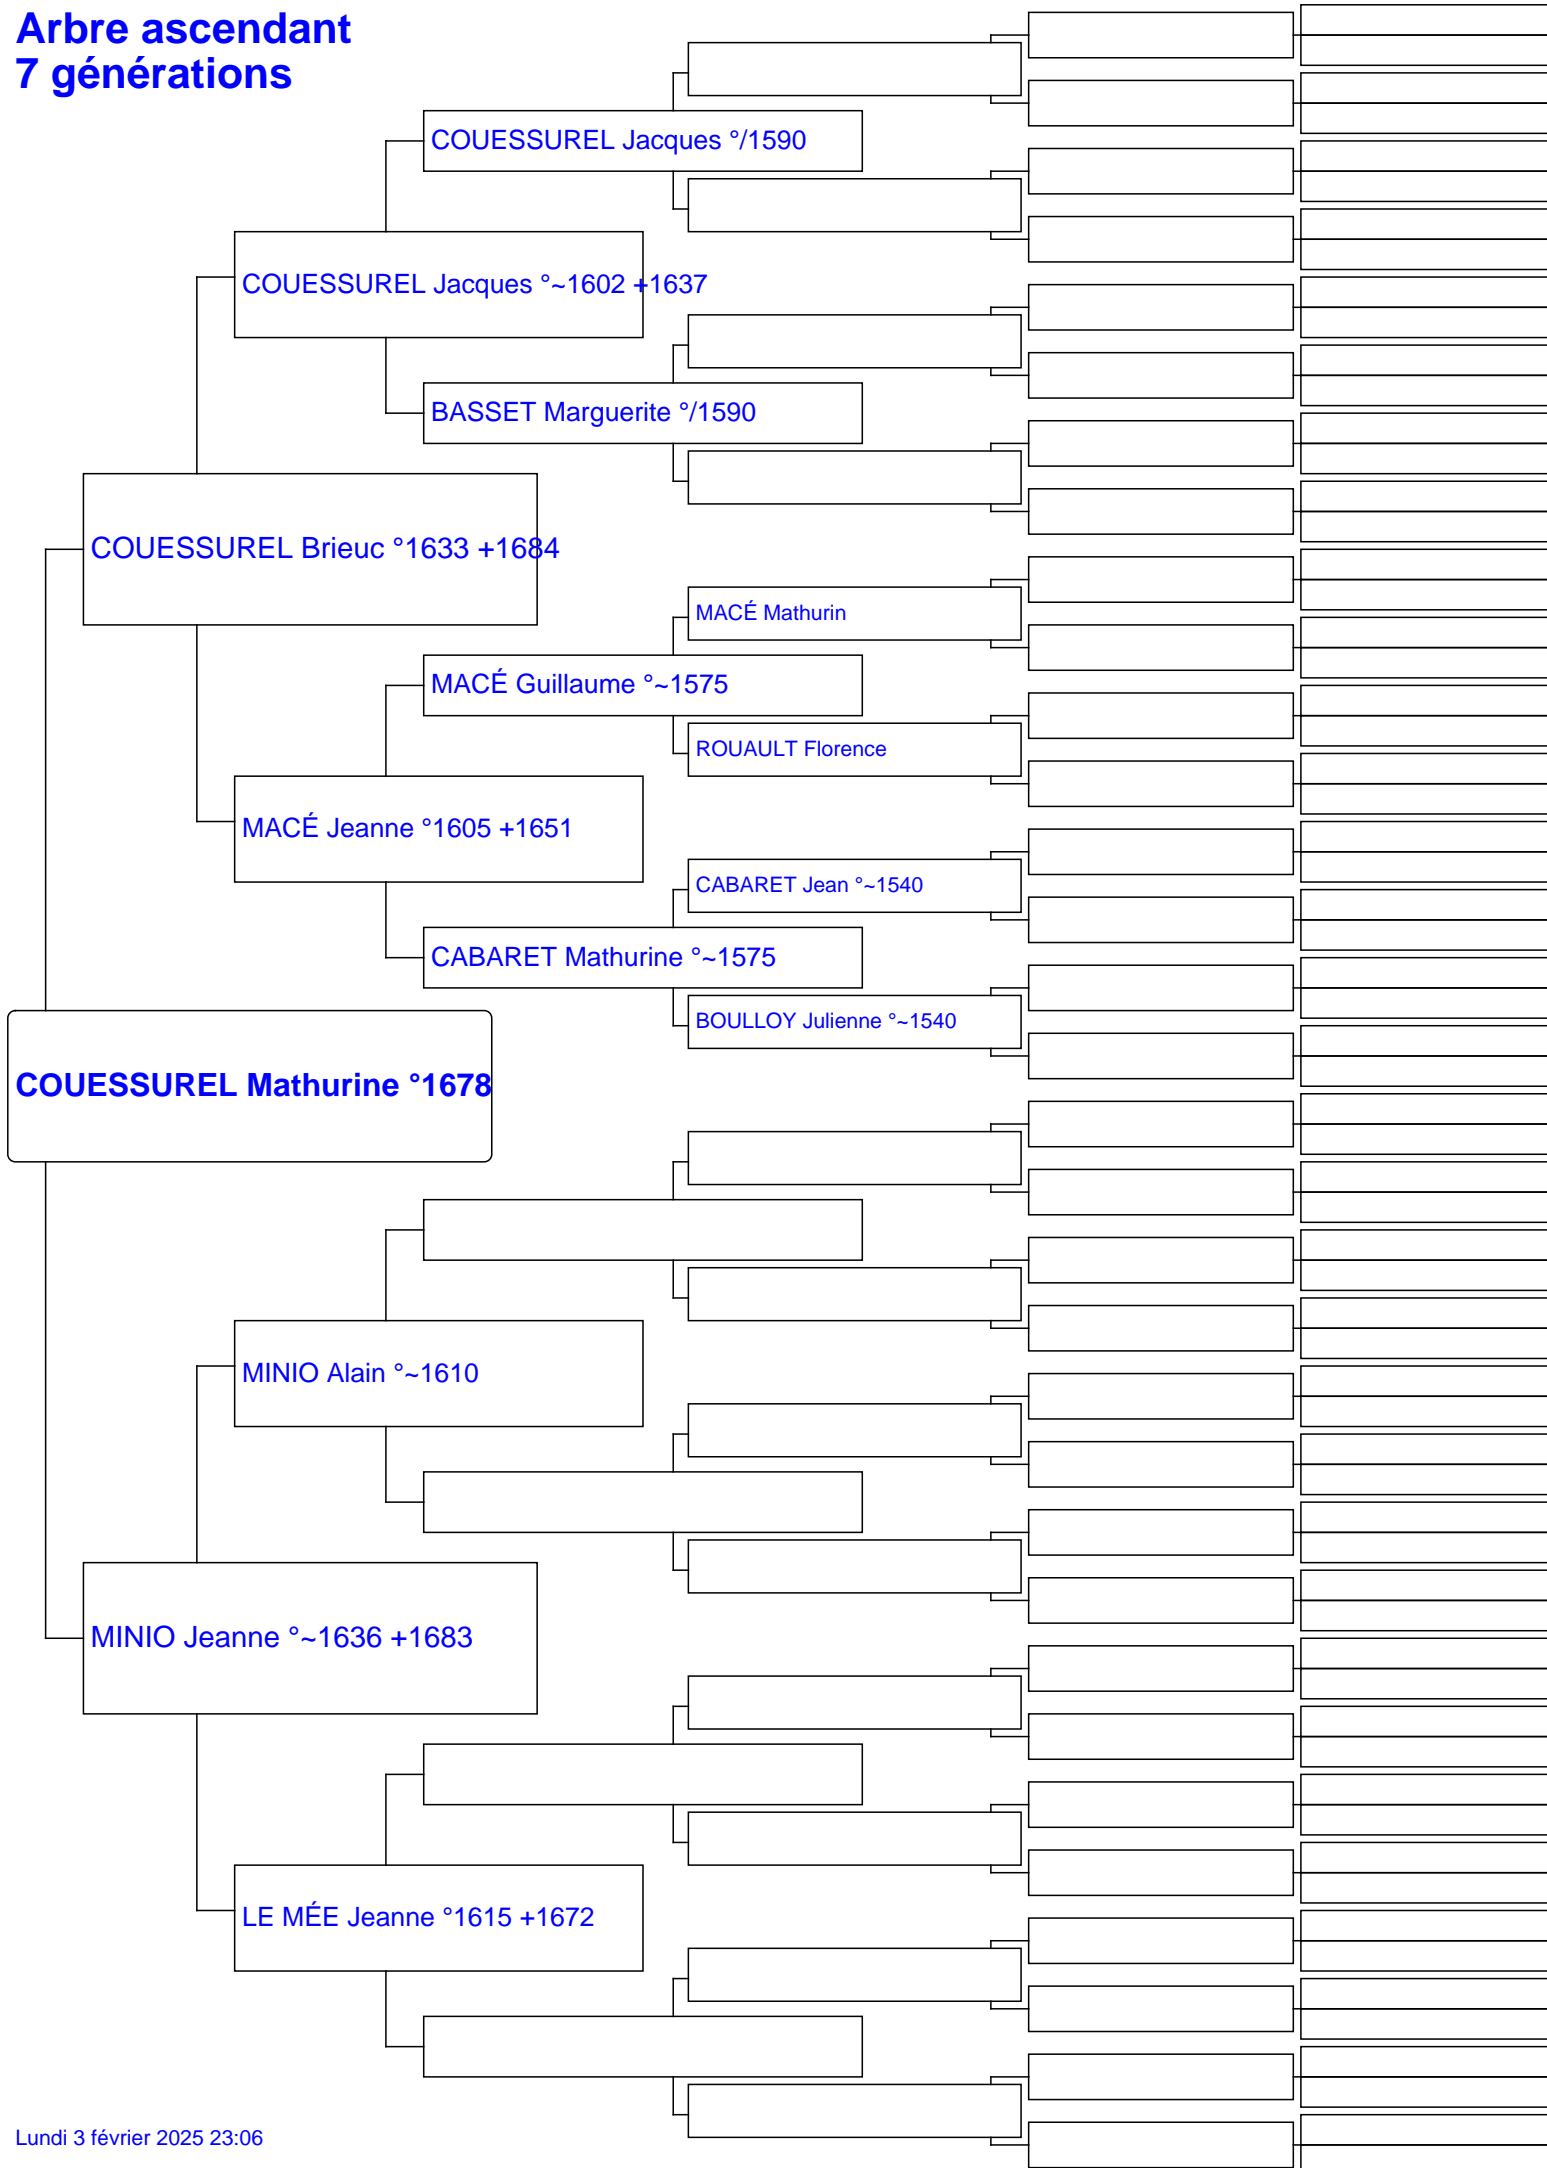 Arbre ascendant
7 générations
COUESSUREL Jacques °/1590
COUESSUREL Jacques °~1602 +1637
BASSET Marguerite °/1590
COUESSUREL Brieuc °1633 +1684
MACÉ Mathurin
MACÉ Guillaume °~1575
ROUAULT Florence
MACÉ Jeanne °1605 +1651
CABARET Jean °~1540
CABARET Mathurine °~1575
BOULLOY Julienne °~1540
COUESSUREL Mathurine °1678
MINIO Alain °~1610
MINIO Jeanne °~1636 +1683
LE MÉE Jeanne °1615 +1672
Lundi 3 février 2025 23:06